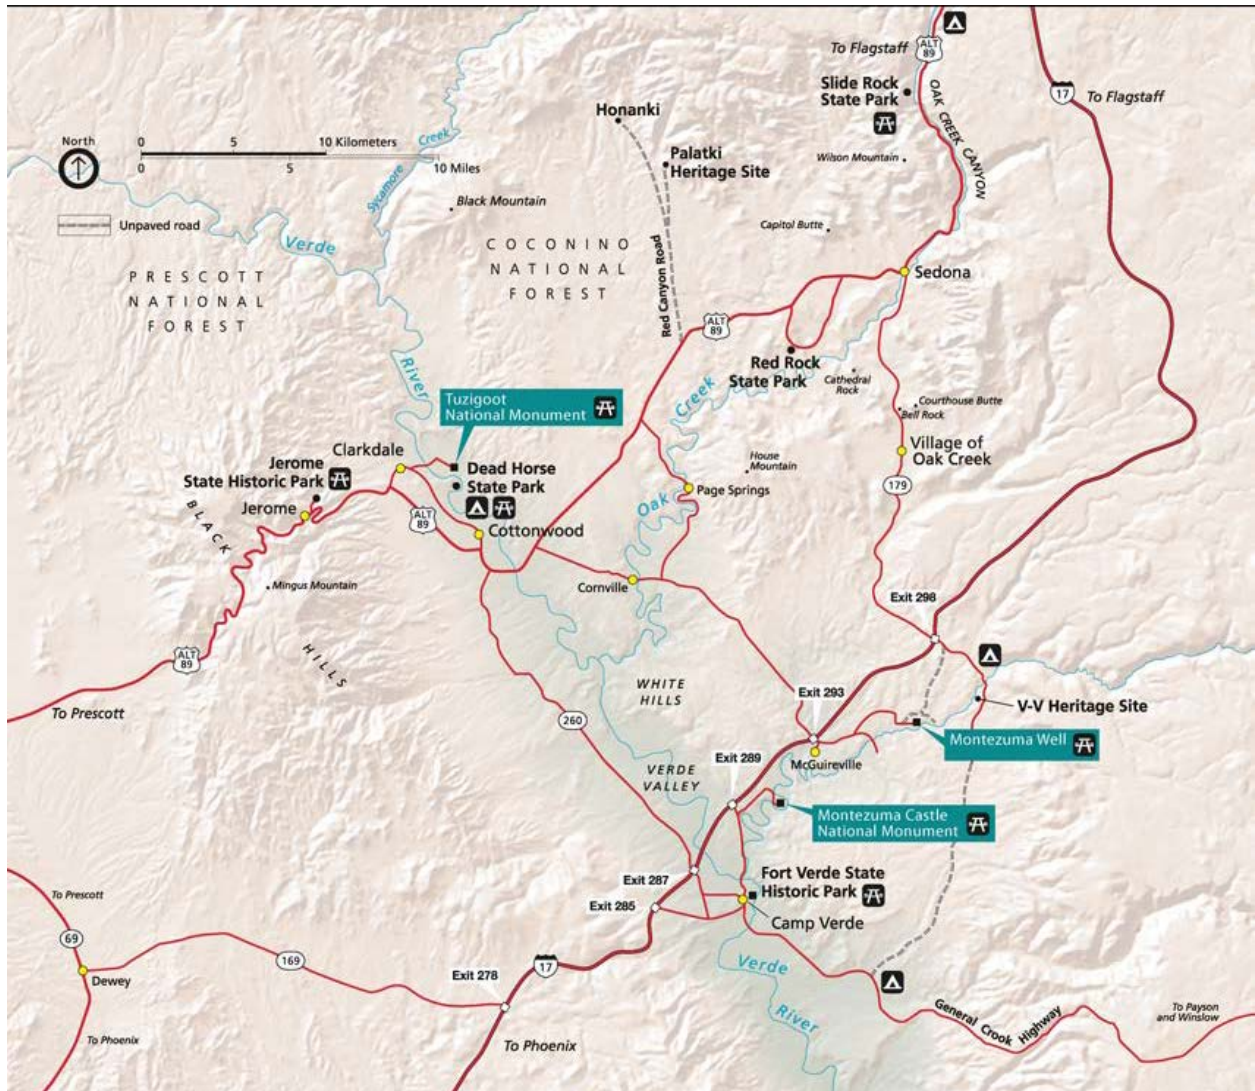 To Flagstaff
ALT
89
Slide Rock
State Park
OAK CREEK CANYON
17
To Flagstaff
Honanki
North
0 5 10 Kilometers
0 5 10 Miles
Creek
Sycamore
Palatki
Heritage Site
Wilson Mountain
Black Mountain
Unpaved road
Capitol Butte
Verde
COCONINO
NATIONAL
FOREST
PRESCOTT
NATIONAL
FOREST
Red Canyon Road
Sedona
ALT
89
River
Red Rock
State Park
Cathedral
Rock
Creek
Tuzigoot
National Monument
Courthouse Butte
Bell Rock
Clarkdale
Village of
Oak Creek
Jerome
State Historic Park
Dead Horse
State Park
House
Mountain
Page Springs
179
Oak
Jerome
BLACK
ALT
89
Cottonwood
Mingus Mountain
Cornville
Exit 298
HILLS
ALT
89
WHITE
HILLS
Exit 293
V-V Heritage Site
To Prescott
260
Montezuma Well
Exit 289
McGuireville
VERDE
VALLEY
Montezuma Castle
National Monument
Fort Verde State
Historic Park
Exit 287
Exit 285
Camp Verde
To Prescott
69
169
Dewey
Exit 278
17
Verde
River
General Crook Highway
To Payson
and Winslow
To Phoenix
To Phoenix